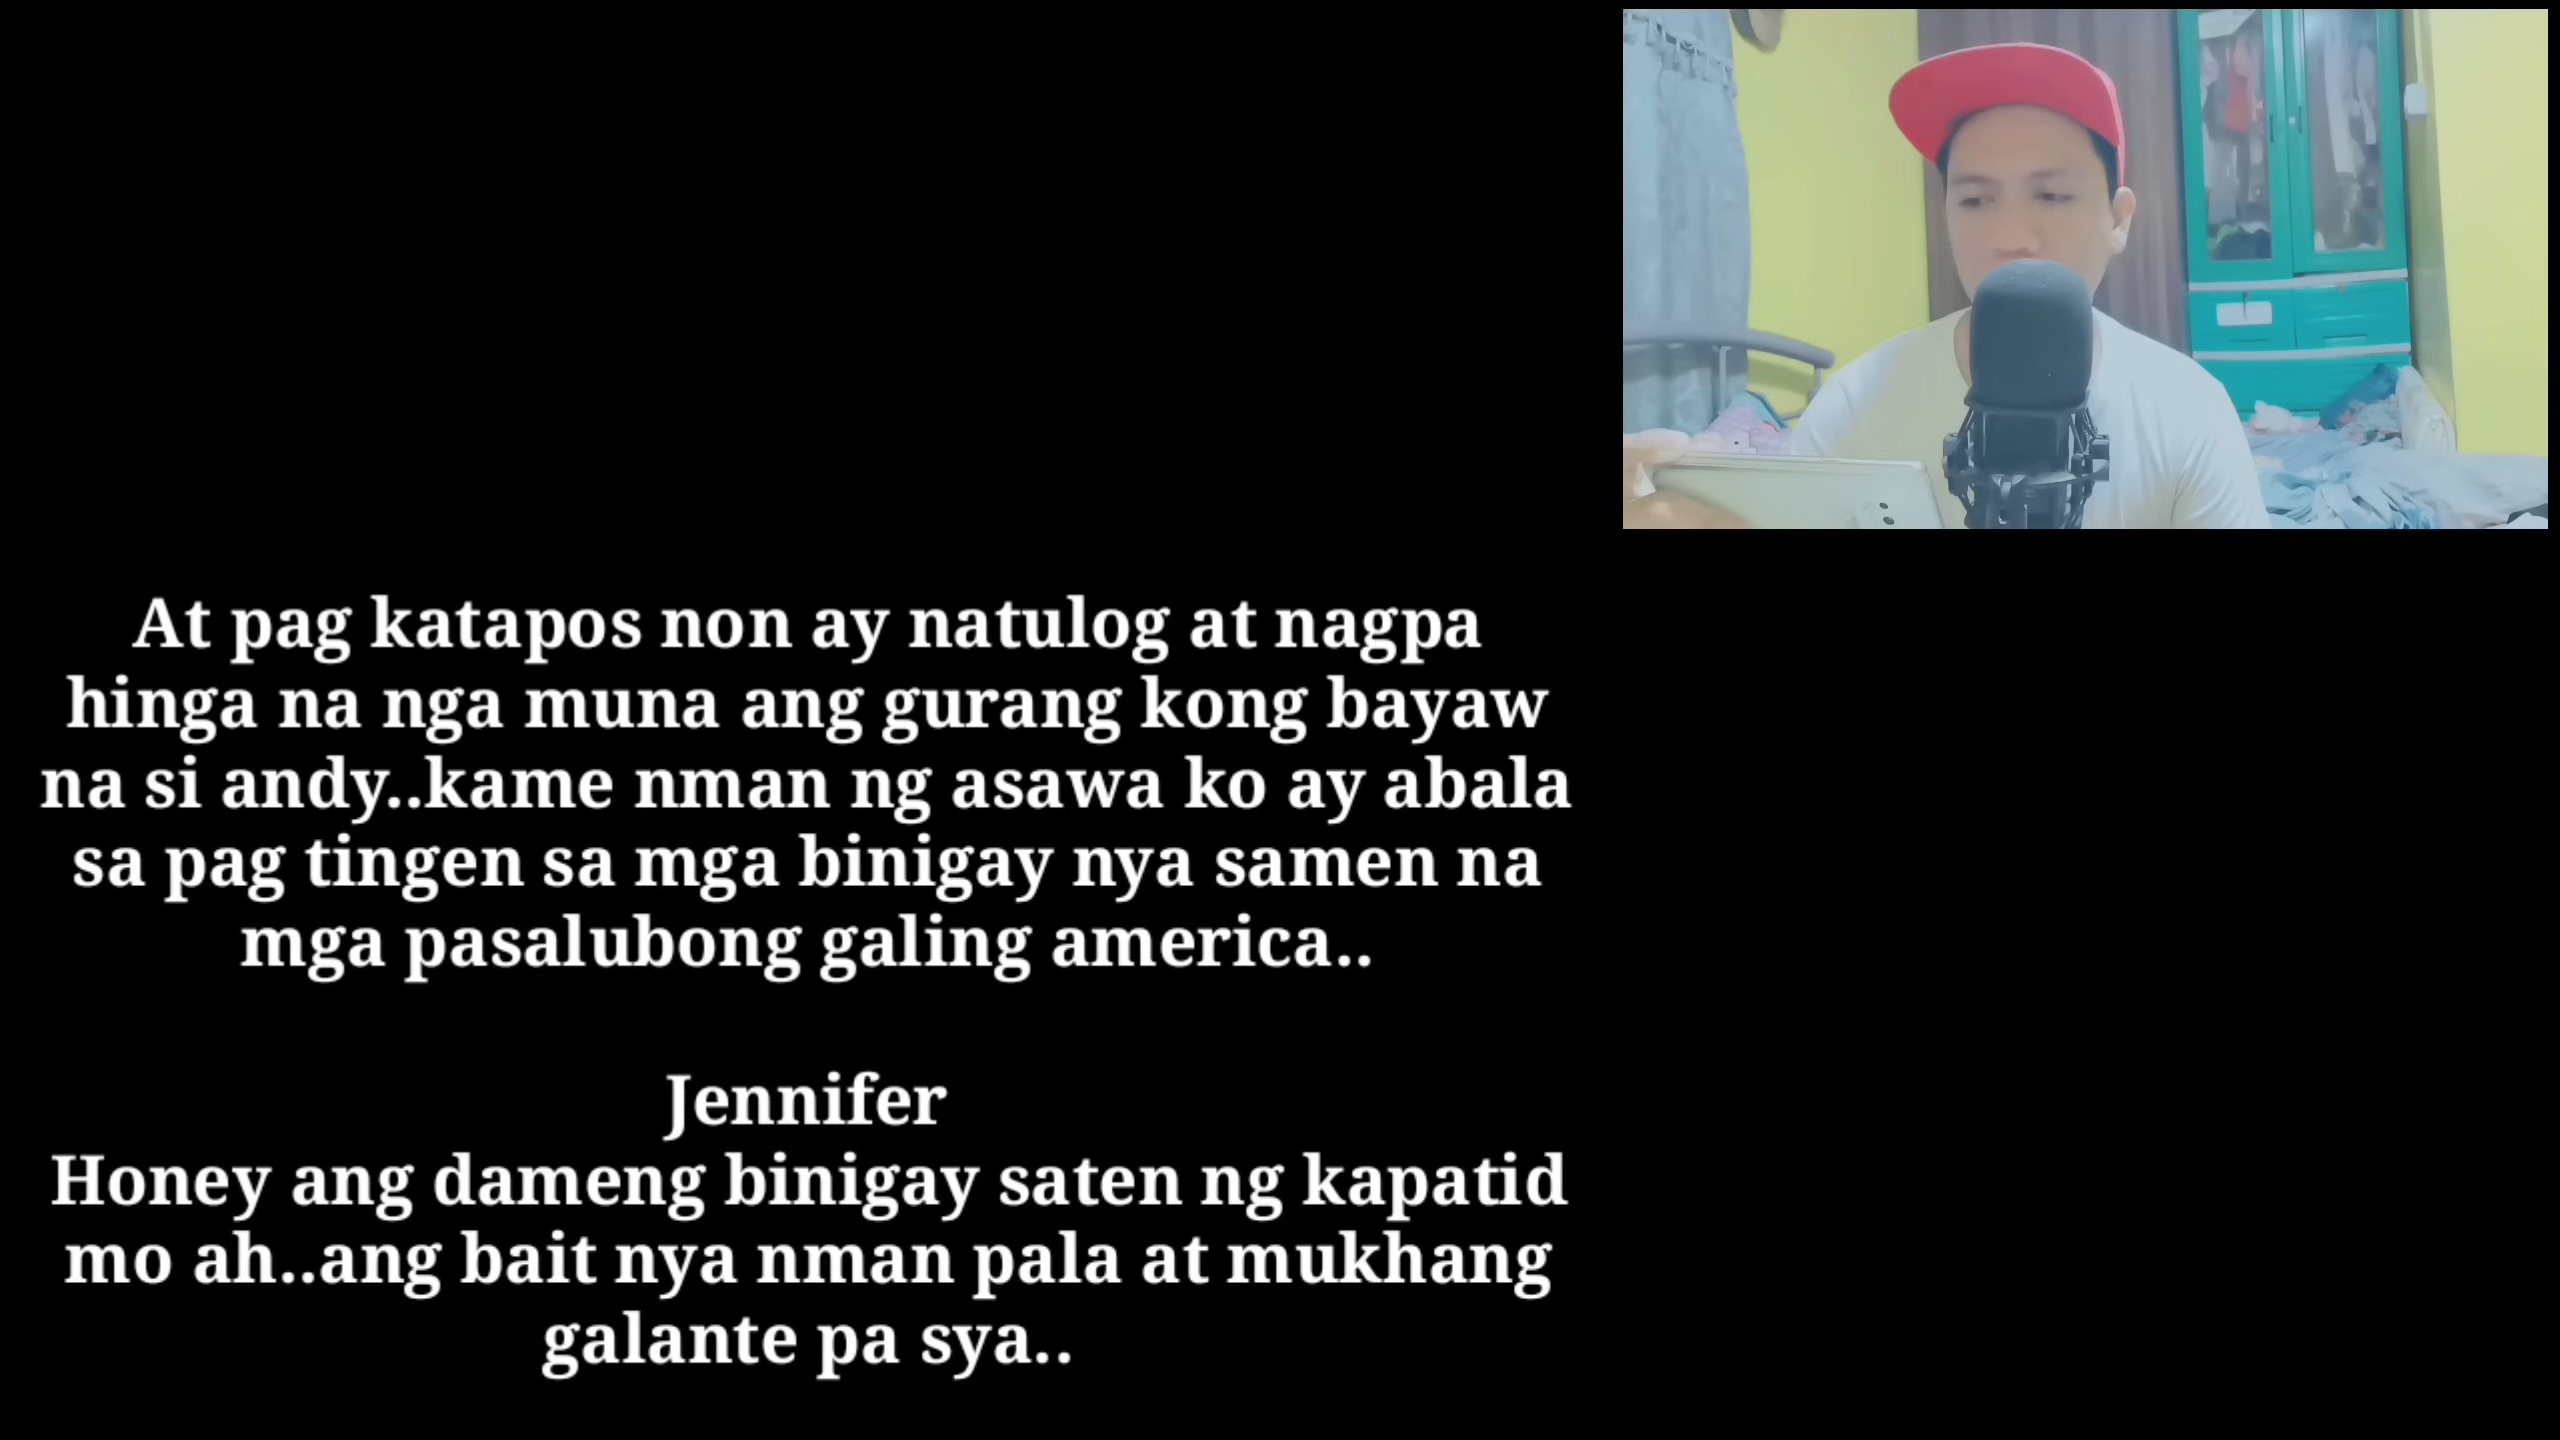 At pag katapos non ay natulog at nagpa
hinga na nga muna ang gurang kong bayaw
na si andy..kame nman ng asawa ko ay abala
sa pag tingen sa mga binigay nya samen na
mga pasalubong galing america..
Jennifer
Honey ang dameng binigay saten ng kapatid
mo ah..ang bait nya nman pala at mukhang
galante pa sya..